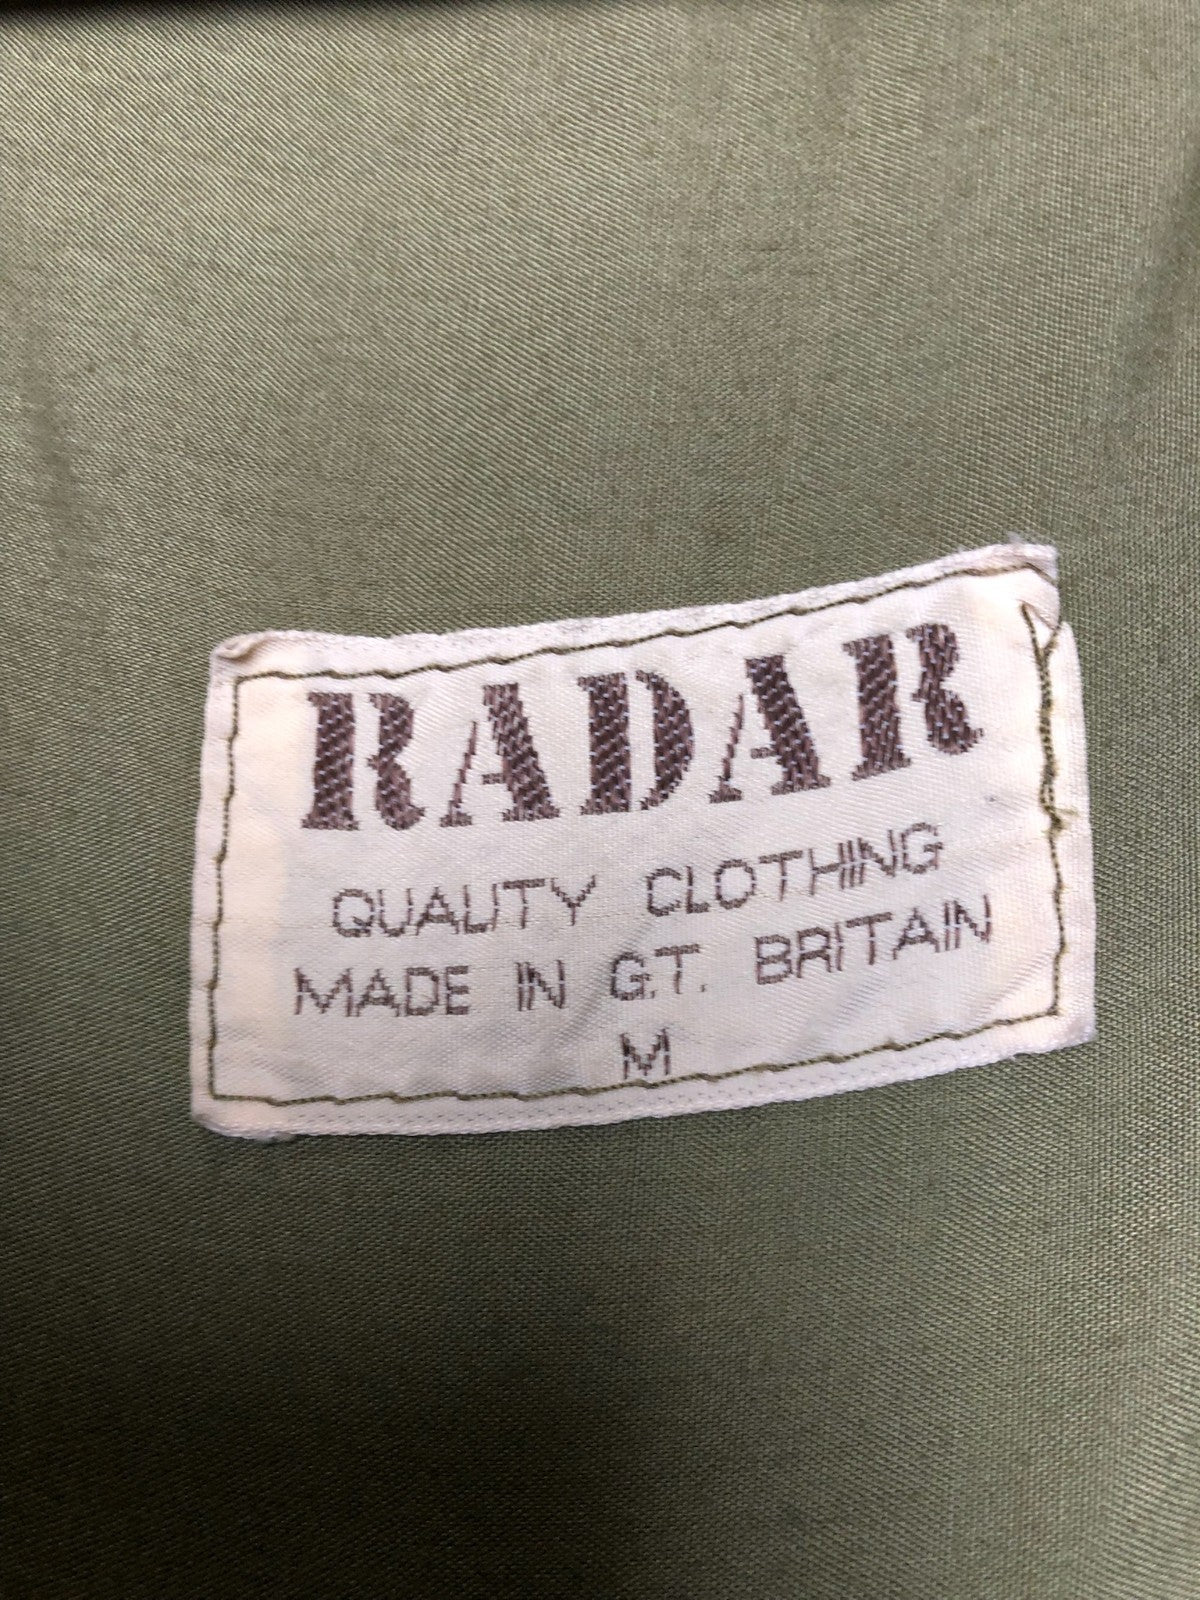 RADAR
QUALITY CLOTHING
MADE IN G.T. BRITAIN
M